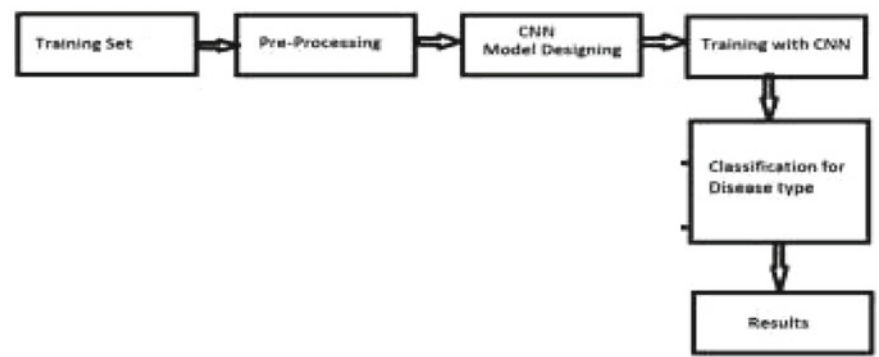 Training Set
Pre-Processing
CNN
Model Designing
Training with CNN
Classification for
Disease type
Results